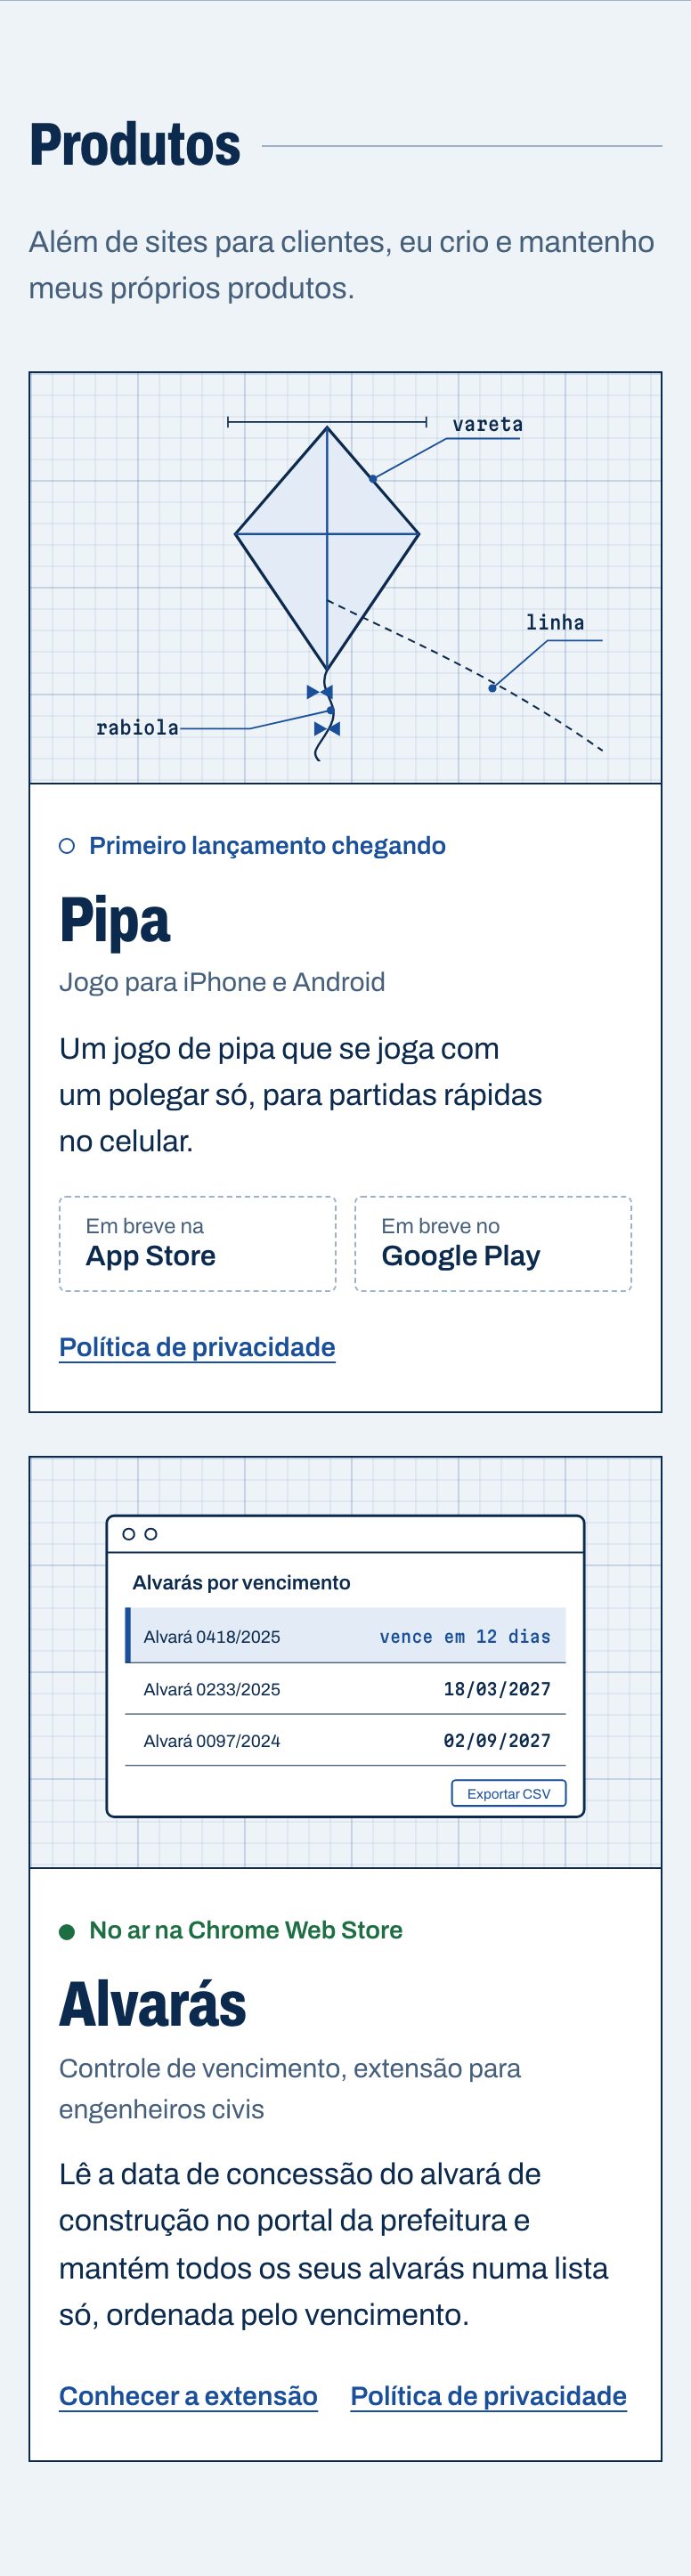 Produtos
Além de sites para clientes, eu crio e mantenho
meus próprios produtos.
vareta
linha
rabiola
Primeiro lançamento chegando
Pipa
Jogo para iPhone e Android
Um jogo de pipa que se joga com
um polegar só, para partidas rápidas
no celular.
Em breve na
App Store
Em breve no
Google Play
Política de privacidade
Alvarás por vencimento
Alvará 0418/2025 vence em 12 dias
Alvará 0233/2025 18/03/2027
Alvará 0097/2024 02/09/2027
Exportar CSV
No ar na Chrome Web Store
Alvarás
Controle de vencimento, extensão para
engenheiros civis
Lê a data de concessão do alvará de
construção no portal da prefeitura e
mantém todos os seus alvarás numa lista
só, ordenada pelo vencimento.
Conhecer a extensão Política de privacidade